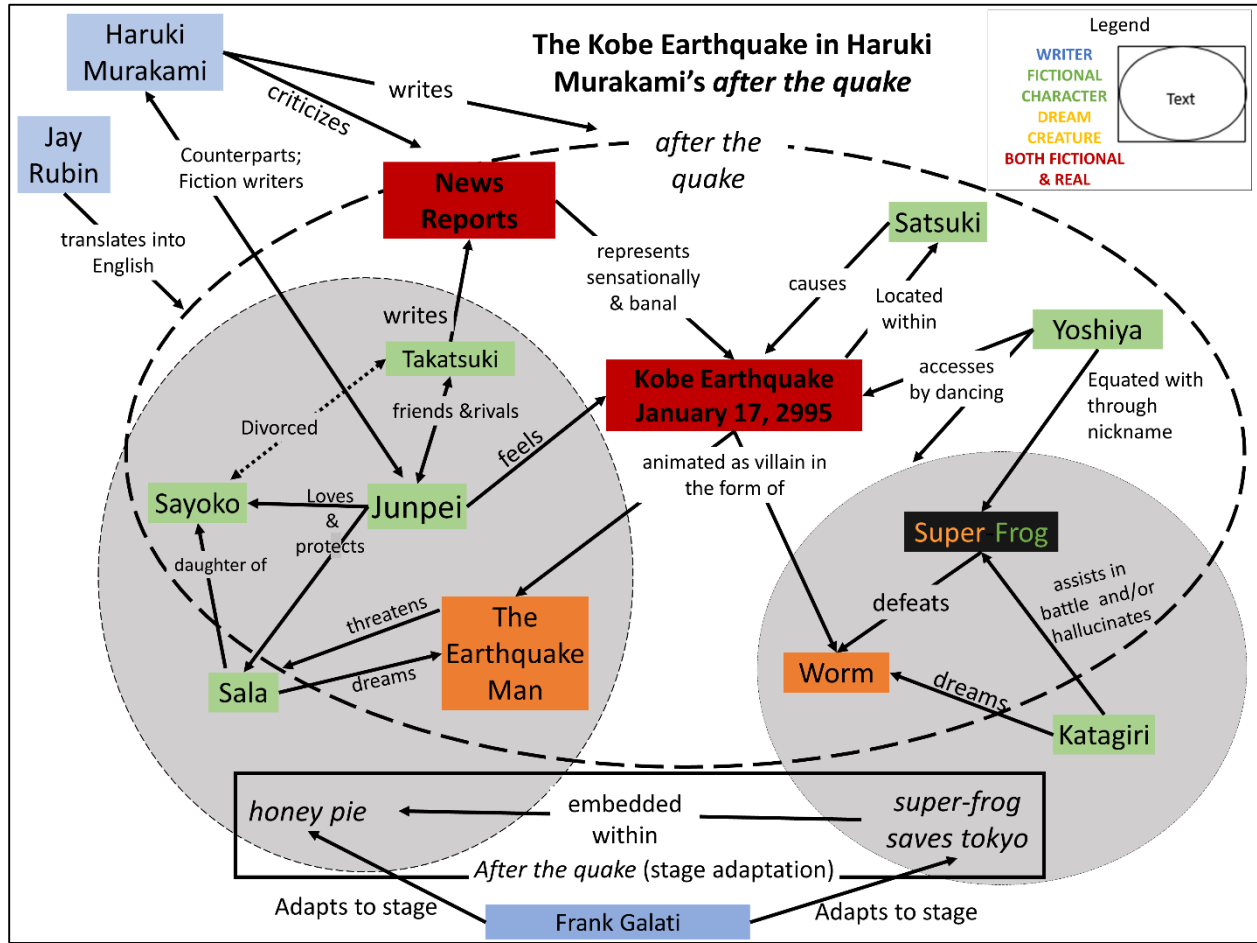 The Kobe Earthquake in Haruki
Murakami's after the quake
Legend
WRITER
FICTIONAL
CHARACTER
DREAM
CREATURE
BOTH FICTIONAL
& REAL
Text
Haruki
Murakami
criticizes
writes
Jay
Rubin
Counterparts;
Fiction writers
translates into
English
News
Reports
after the
quake
Satsuki
represents
sensationally
& banal
causes
Located
within
writes
Takatsuki
Yoshiya
accesses
by dancing
Equated with
through
nickname
Kobe Earthquake
January 17, 2995
friends &rivals
Divorced
feels
animated as villain in
the form of
Sayoko
Loves
&
protects
Junpei
daughter of
Super-Frog
assists in
battle and/or
hallucinates
defeats
threatens
The
Earthquake
Man
Sala
dreams
Worm
dreams
Katagiri
honey pie
embedded
within
super-frog
saves tokyo
After the quake (stage adaptation)
Adapts to stage
Frank Galati
Adapts to stage